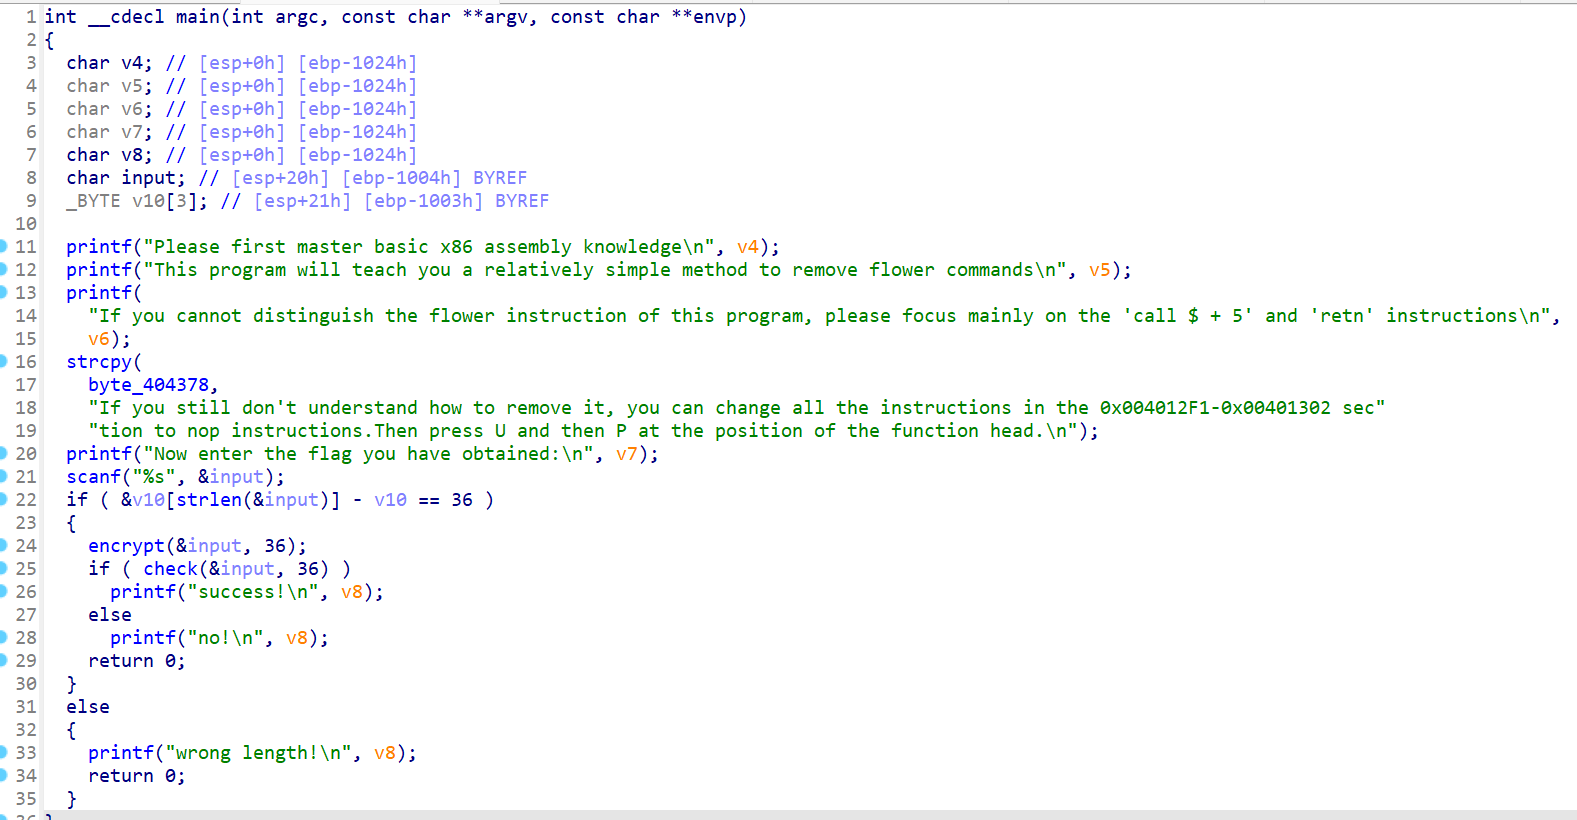 1 int __cdecl main(int argc, const char **argv, const char **envp)
2 {
3   char v4; // [esp+0h] [ebp-1024h]
4   char v5; // [esp+0h] [ebp-1024h]
5   char v6; // [esp+0h] [ebp-1024h]
6   char v7; // [esp+0h] [ebp-1024h]
7   char v8; // [esp+0h] [ebp-1024h]
8   char input; // [esp+20h] [ebp-1004h] BYREF
9   _BYTE v10[3]; // [esp+21h] [ebp-1003h] BYREF
10
11   printf("Please first master basic x86 assembly knowledge\n", v4);
12   printf("This program will teach you a relatively simple method to remove flower commands\n", v5);
13   printf(
14     "If you cannot distinguish the flower instruction of this program, please focus mainly on the 'call $ + 5' and 'retn' instructions\n",
15     v6);
16   strcpy(
17     byte_404378,
18     "If you still don't understand how to remove it, you can change all the instructions in the 0x004012F1-0x00401302 sec"
19     "tion to nop instructions.Then press U and then P at the position of the function head.\n");
20   printf("Now enter the flag you have obtained:\n", v7);
21   scanf("%s", &input);
22   if ( &v10[strlen(&input)] - v10 == 36 )
23   {
24     encrypt(&input, 36);
25     if ( check(&input, 36) )
26       printf("success!\n", v8);
27     else
28       printf("no!\n", v8);
29     return 0;
30   }
31   else
32   {
33     printf("wrong length!\n", v8);
34     return 0;
35   }